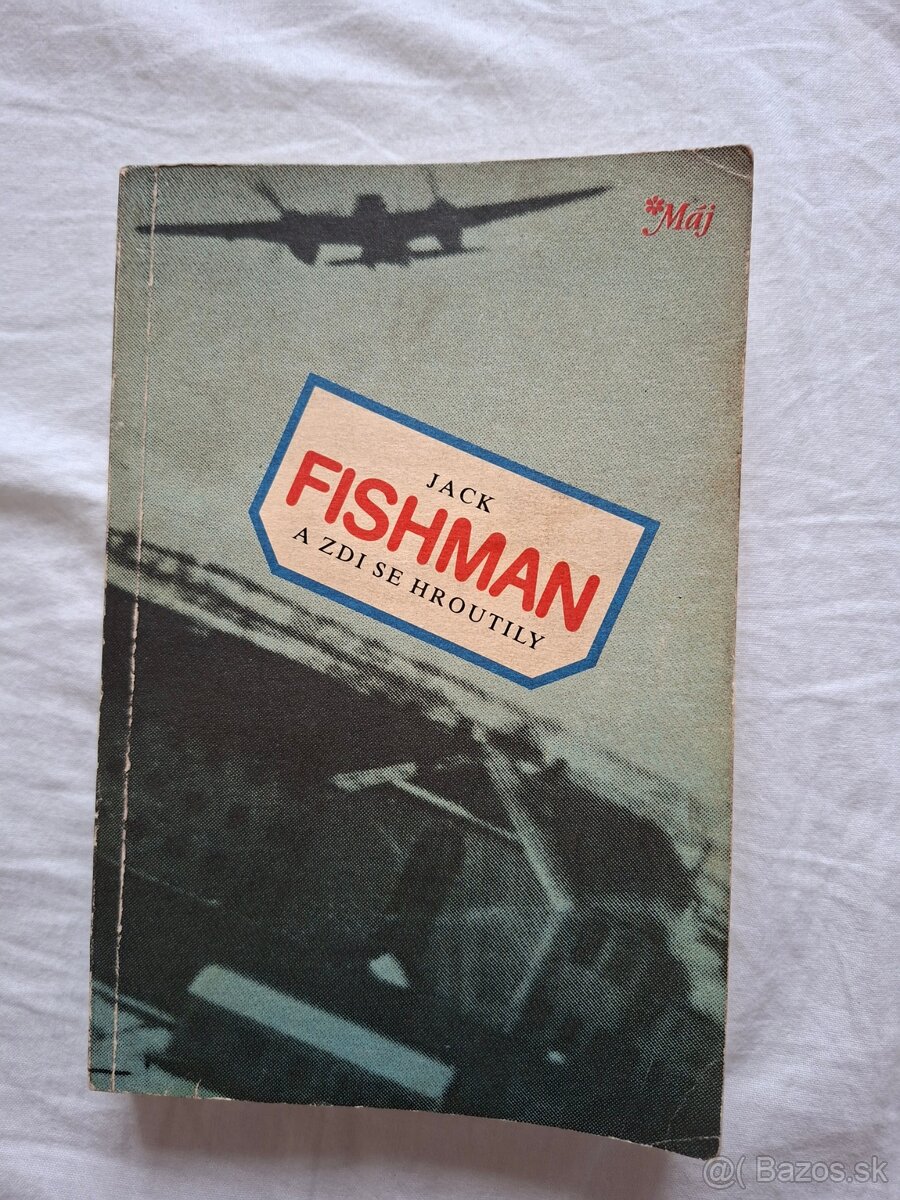 *Máj
JACK
FISHMAN
A ZDI SE HROUTILY
@( Bazos.sk